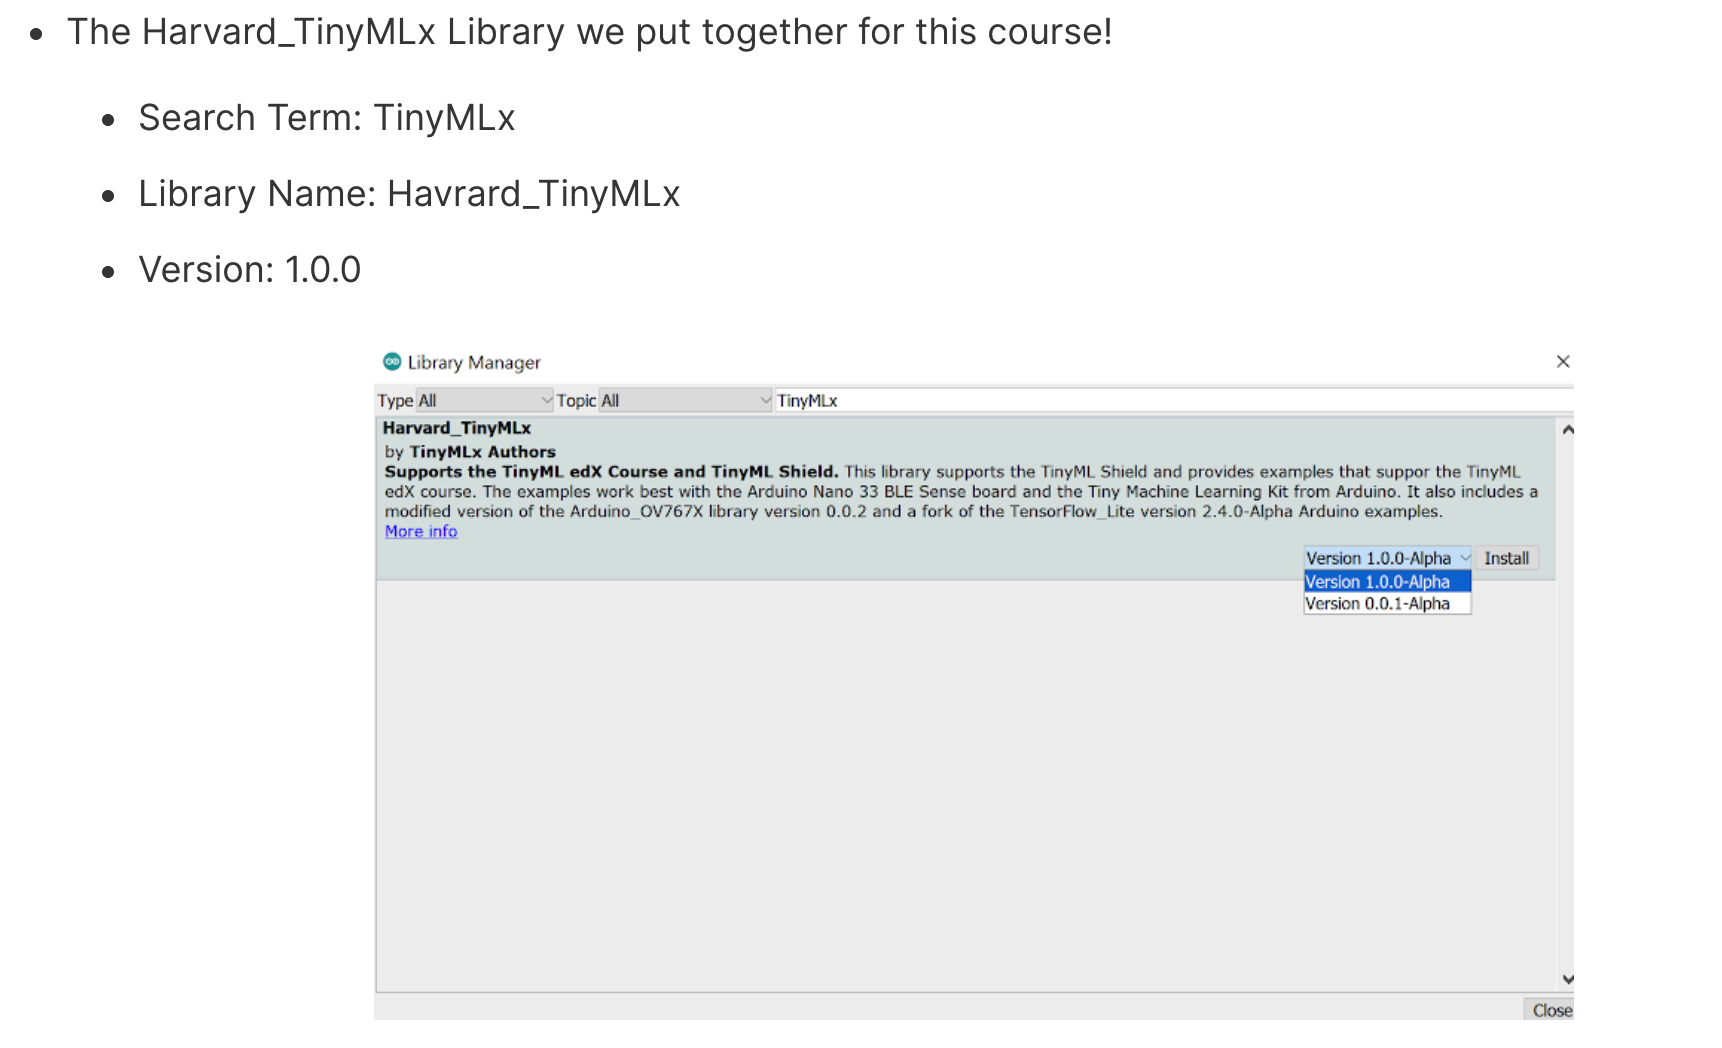 The Harvard_TinyMLx Library we put together for this course!
Search Term: TinyMLx
Library Name: Havrard_TinyMLx
Version: 1.0.0
Library Manager
Type All Topic All TinyMLx
Harvard_TinyMLx
by TinyMLx Authors
Supports the TinyML edX Course and TinyML Shield. This library supports the TinyML Shield and provides examples that suppor the TinyML
edX course. The examples work best with the Arduino Nano 33 BLE Sense board and the Tiny Machine Learning Kit from Arduino. It also includes a
modified version of the Arduino_OV767X library version 0.0.2 and a fork of the TensorFlow_Lite version 2.4.0-Alpha Arduino examples.
More info
Version 1.0.0-Alpha Install
Version 1.0.0-Alpha
Version 0.0.1-Alpha
Close